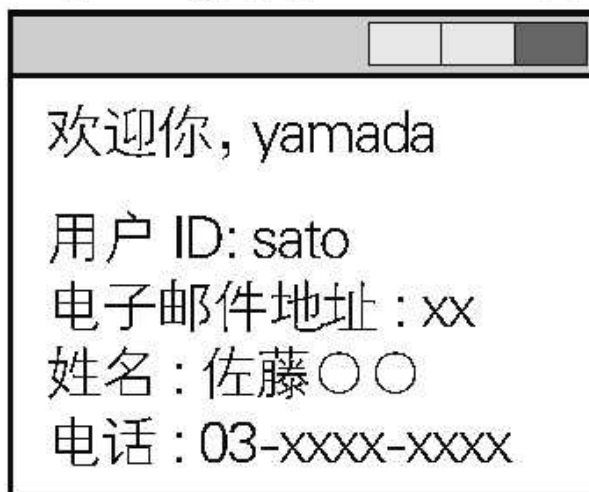 欢迎你, yamada
用户 ID: sato
电子邮件地址 : xx
姓名 : 佐藤○○
电话 : 03-xxxx-xxxx